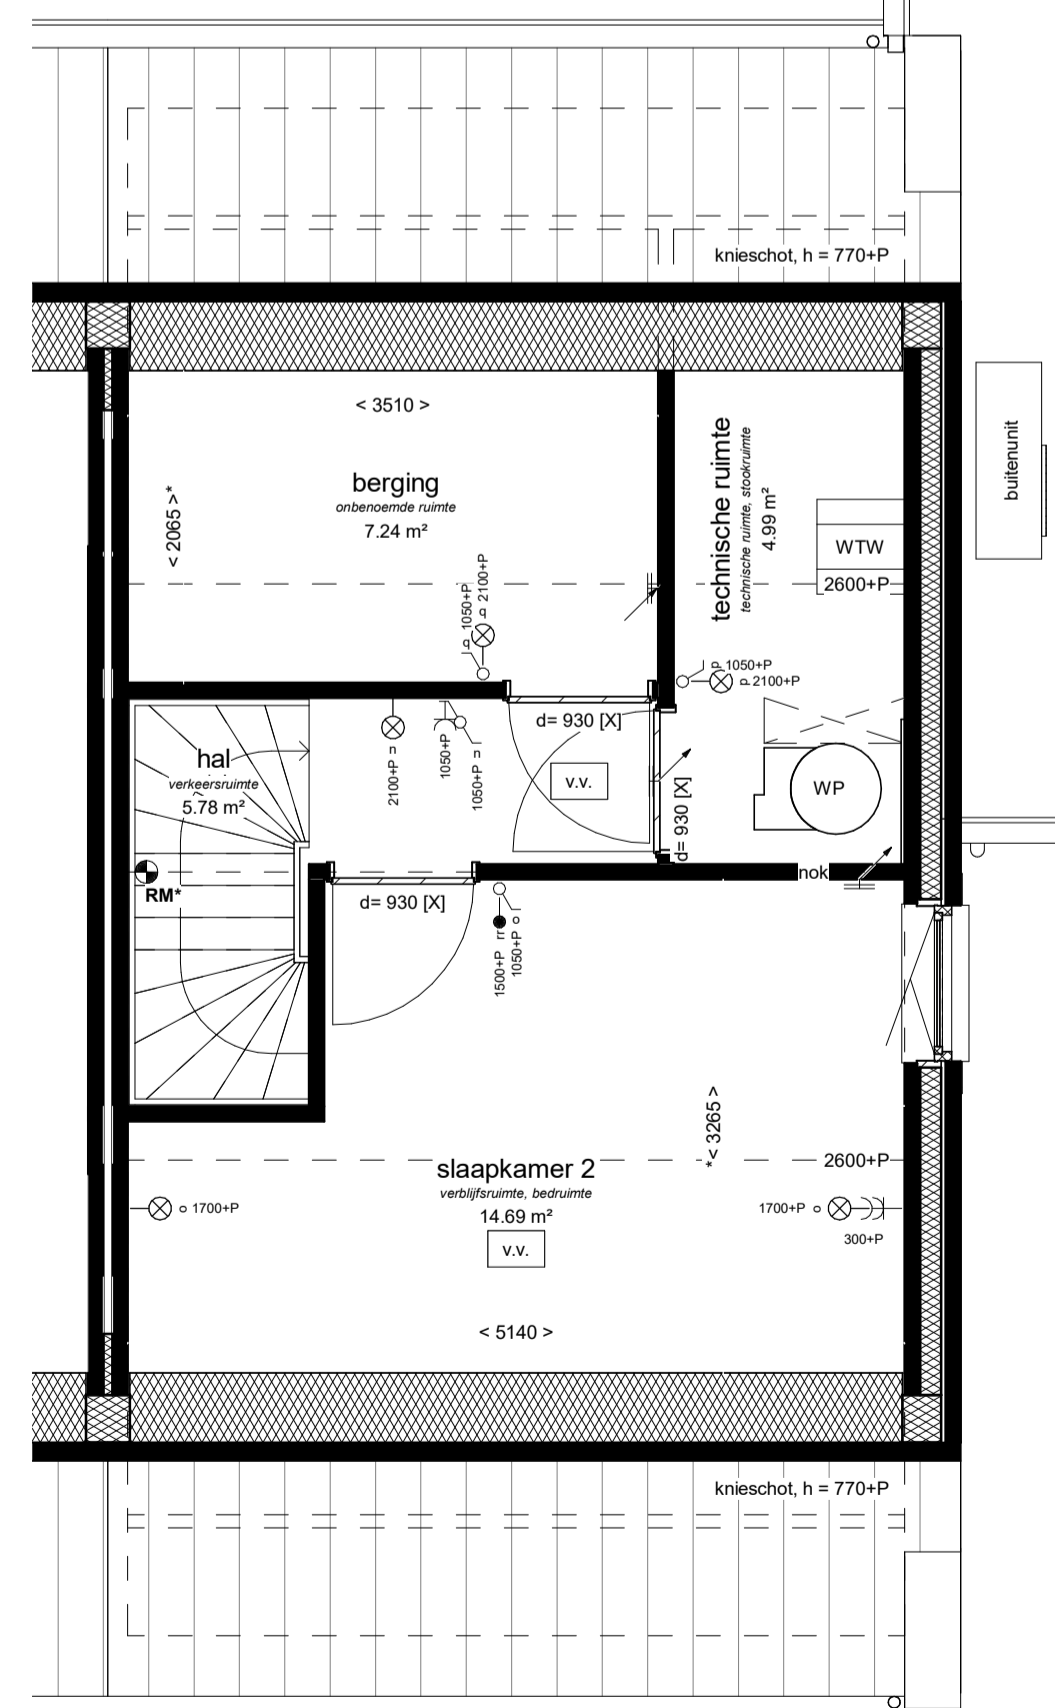 knieschot, h = 770+P
< 3510 >
berging
onbenoemde ruimte
7.24 m²
< 2065 >*
technische ruimte
technische ruimte, stookruimte
4.99 m²
buitenunit
WTW
2600+P
q 1050+P
q 2100+P
p 1050+P
p 2100+P
d= 930 [X]
hal
verkeersruimte
5.78 m²
2100+P n
1050+P
1050+P n
v.v.
d= 930 [X]
WP
nok
RM*
d= 930 [X]
1500+P rr
1050+P o
*< 3265 >
2600+P
slaapkamer 2
verblijfsruimte, bedruimte
14.69 m²
o 1700+P
1700+P o
300+P
v.v.
< 5140 >
knieschot, h = 770+P